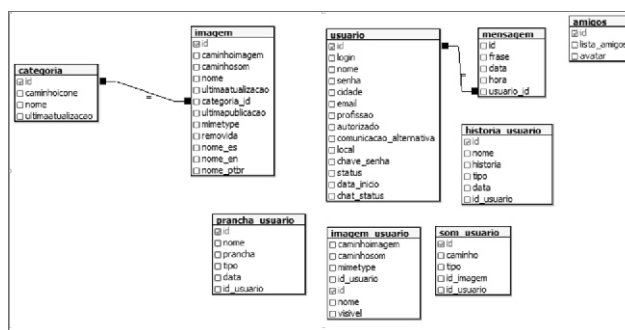 categoria
id
caminhoicone
nome
ultimaatualizacao
imagem
id
caminhoimagem
caminhosom
nome
ultimaatualizacao
categoria_id
ultimapublicacao
mimetype
removida
nome_es
nome_en
nome_ptbr
usuario
id
login
nome
senha
cidade
email
profissao
autorizado
comunicacao_alternativa
local
chave_senha
status
data_inicio
chat_status
mensagem
id
frase
data
hora
usuario_id
amigos
id
lista_amigos
avatar
historia_usuario
id
nome
historia
tipo
data
id_usuario
prancha_usuario
id
nome
prancha
tipo
data
id_usuario
imagem_usuario
caminhoimagem
caminhosom
mimetype
id_usuario
id
nome
visivel
som_usuario
id
caminho
tipo
id_imagem
id_usuario